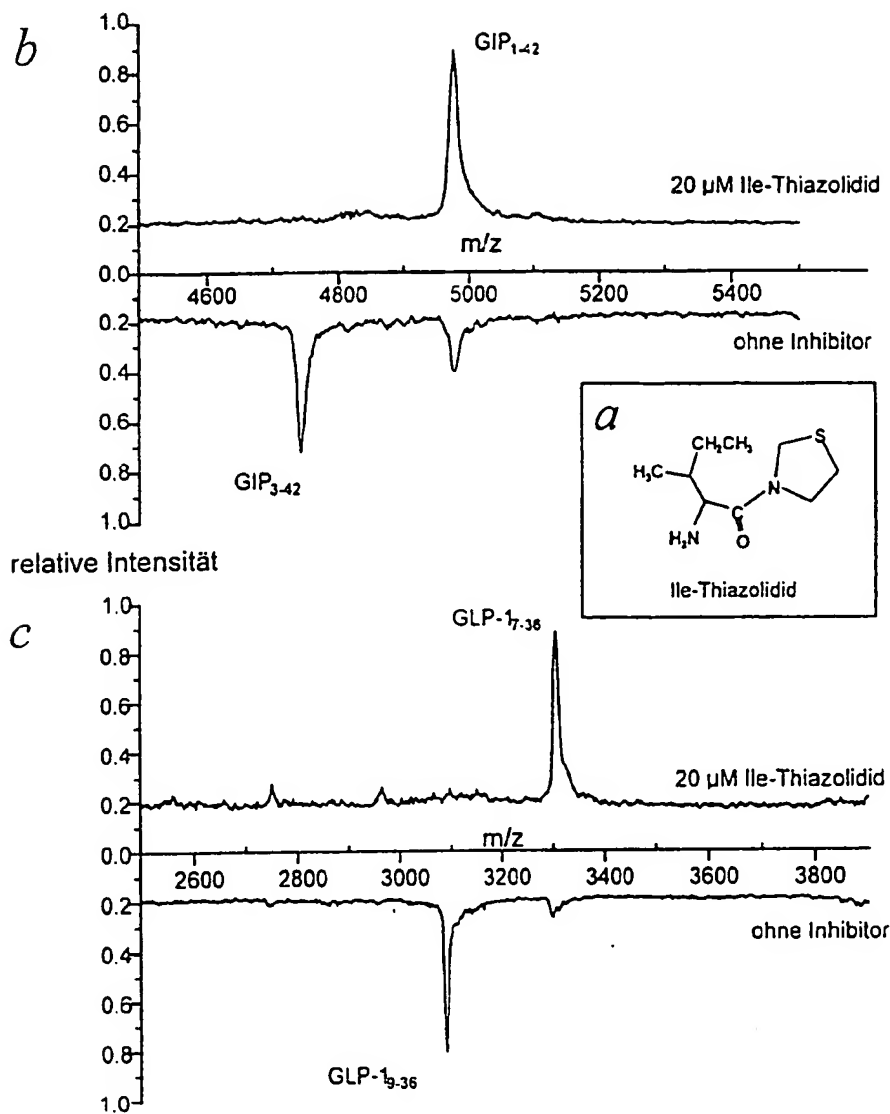 b
1.0
0.8
0.6
0.4
0.2
0.0
GIP1-42
20 µM Ile-Thiazolidid
m/z
4600 4800 5000 5200 5400
0.2
0.4
0.6
0.8
1.0
ohne Inhibitor
GIP3-42
a
CH2CH3
H3C
S
N
C
H2N
O
Ile-Thiazolidid
relative Intensität
c
1.0
0.8
0.6
0.4
0.2
0.0
GLP-17-36
20 µM Ile-Thiazolidid
m/z
2600 2800 3000 3200 3400 3600 3800
0.2
0.4
0.6
0.8
1.0
ohne Inhibitor
GLP-19-36